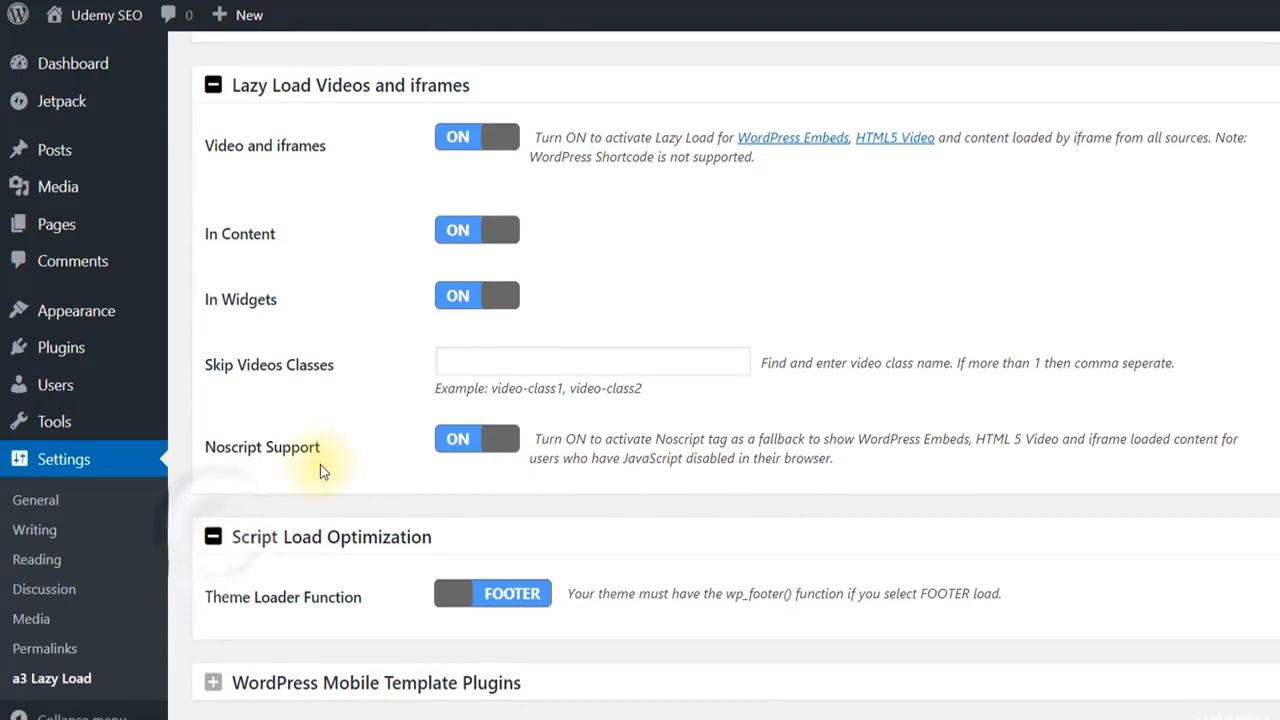 Udemy SEO 0 New
Dashboard
Jetpack
Posts
Media
Pages
Comments
Appearance
Plugins
Users
Tools
Settings
General
Writing
Reading
Discussion
Media
Permalinks
a3 Lazy Load
Collapse menu
Lazy Load Videos and iframes
Video and iframes ON Turn ON to activate Lazy Load for WordPress Embeds, HTML5 Video and content loaded by iframe from all sources. Note:
WordPress Shortcode is not supported.
In Content ON
In Widgets ON
Skip Videos Classes Find and enter video class name. If more than 1 then comma seperate.
Example: video-class1, video-class2
Noscript Support ON Turn ON to activate Noscript tag as a fallback to show WordPress Embeds, HTML 5 Video and iframe loaded content for
users who have JavaScript disabled in their browser.
Script Load Optimization
Theme Loader Function FOOTER Your theme must have the wp_footer() function if you select FOOTER load.
WordPress Mobile Template Plugins